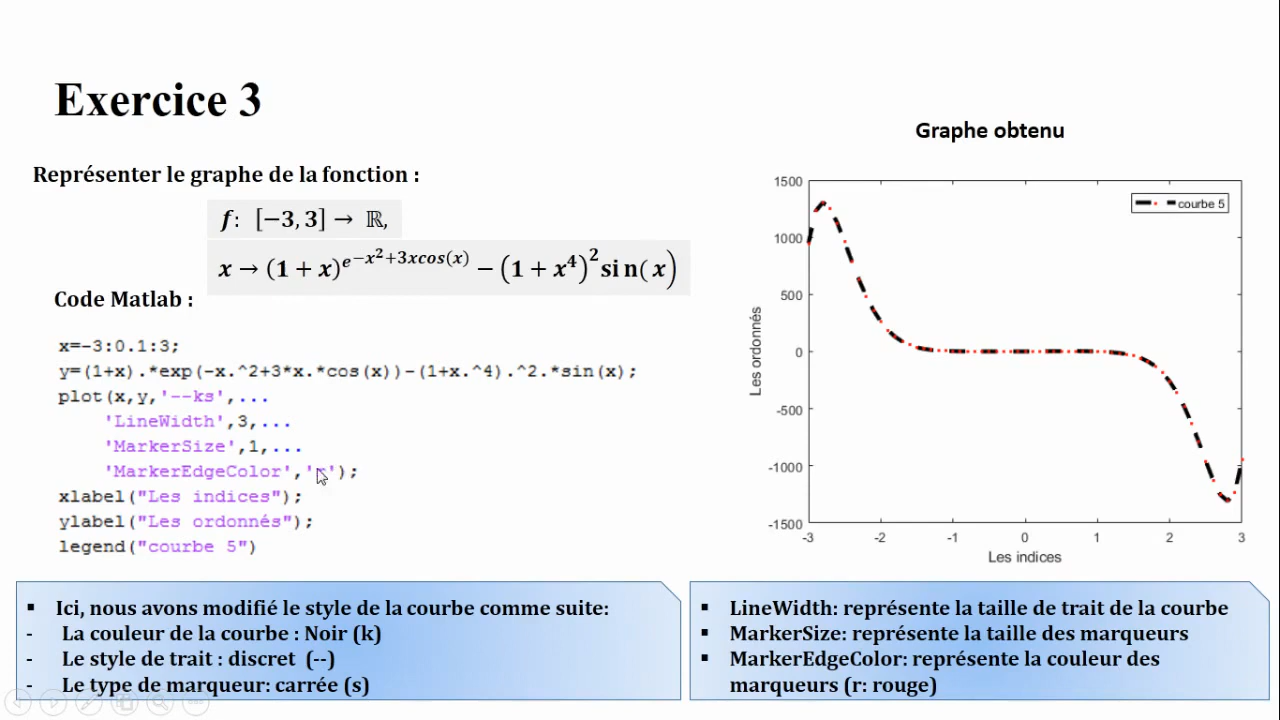 Exercice 3
Représenter le graphe de la fonction :
f: [−3, 3] → ℝ,
x → (1 + x)e^(−x²+3xcos(x)) − (1 + x⁴)² sin(x)
Code Matlab :
x=-3:0.1:3;
y=(1+x).*exp(-x.^2+3*x.*cos(x))-(1+x.^4).^2.*sin(x);
plot(x,y,'--ks',...
'LineWidth',3,...
'MarkerSize',1,...
'MarkerEdgeColor','r');
xlabel("Les indices");
ylabel("Les ordonnés");
legend("courbe 5")
Graphe obtenu
1500
1000
500
0
-500
-1000
-1500
-3 -2 -1 0 1 2 3
Les ordonnés
Les indices
courbe 5
▪ Ici, nous avons modifié le style de la courbe comme suite:
- La couleur de la courbe : Noir (k)
- Le style de trait : discret (--)
- Le type de marqueur: carrée (s)
▪ LineWidth: représente la taille de trait de la courbe
▪ MarkerSize: représente la taille des marqueurs
▪ MarkerEdgeColor: représente la couleur des
marqueurs (r: rouge)